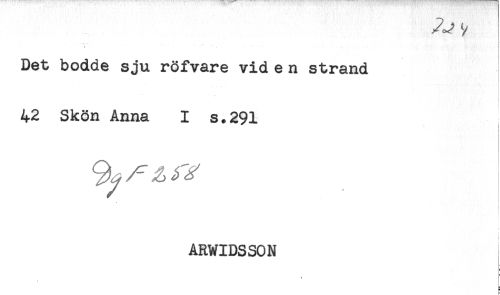 724
Det bodde sju röfvare vid en strand
42 Skön Anna I s.291
DgF 258
ARWIDSSON